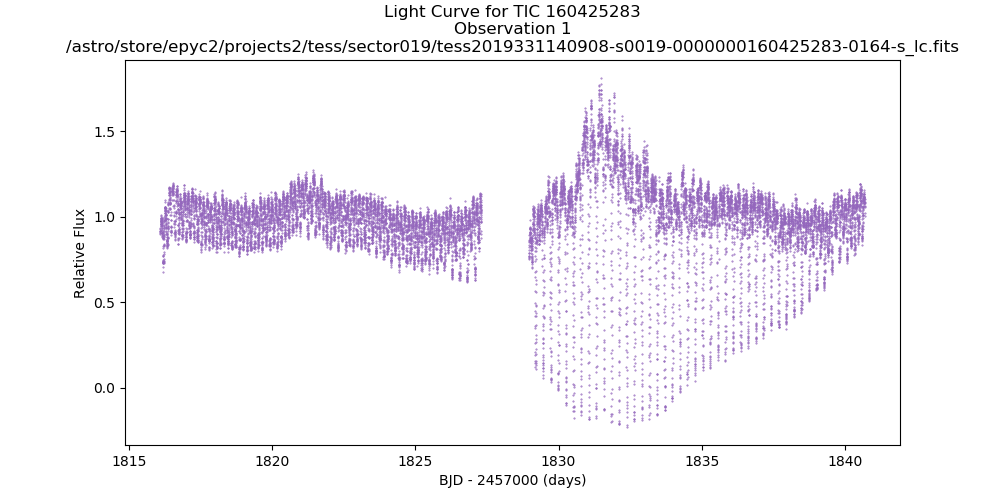 Light Curve for TIC 160425283
Observation 1
/astro/store/epyc2/projects2/tess/sector019/tess2019331140908-s0019-0000000160425283-0164-s_lc.fits
1.5
1.0
0.5
0.0
Relative Flux
1815 1820 1825 1830 1835 1840
BJD - 2457000 (days)